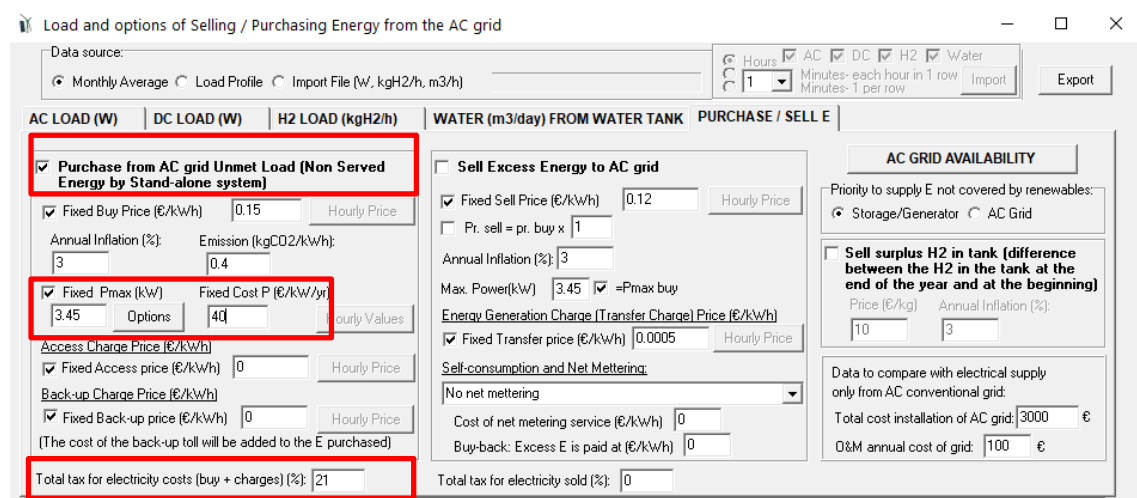 Load and options of Selling / Purchasing Energy from the AC grid
Data source:
Monthly Average Load Profile Import File (W, kgH2/h, m3/h)
Hours AC DC H2 Water
1 Minutes- each hour in 1 row
Minutes- 1 per row
Import
Export
AC LOAD (W) DC LOAD (W) H2 LOAD (kgH2/h) WATER (m3/day) FROM WATER TANK PURCHASE / SELL E
Purchase from AC grid Unmet Load (Non Served
Energy by Stand-alone system)
Fixed Buy Price (€/kWh) 0.15 Hourly Price
Annual Inflation (%): Emission (kgCO2/kWh):
3 0.4
Fixed Pmax (kW) Fixed Cost P (€/kW/yr)
3.45 Options 40 Hourly Values
Access Charge Price (€/kWh)
Fixed Access price (€/kWh) 0 Hourly Price
Back-up Charge Price (€/kWh)
Fixed Back-up price (€/kWh) 0 Hourly Price
(The cost of the back-up toll will be added to the E purchased)
Total tax for electricity costs (buy + charges) (%): 21
Sell Excess Energy to AC grid
Fixed Sell Price (€/kWh) 0.12 Hourly Price
Pr. sell = pr. buy x 1
Annual Inflation (%): 3
Max. Power(kW) 3.45 =Pmax buy
Energy Generation Charge (Transfer Charge) Price (€/kWh)
Fixed Transfer price (€/kWh) 0.0005 Hourly Price
Self-consumption and Net Metering:
No net mettering
Cost of net metering service (€/kWh) 0
Buy-back: Excess E is paid at (€/kWh) 0
Total tax for electricity sold (%): 0
AC GRID AVAILABILITY
Priority to supply E not covered by renewables:
Storage/Generator AC Grid
Sell surplus H2 in tank (difference
between the H2 in the tank at the
end of the year and at the beginning)
Price (€/kg) Annual Inflation (%):
10 3
Data to compare with electrical supply
only from AC conventional grid:
Total cost installation of AC grid: 3000 €
O&M annual cost of grid: 100 €